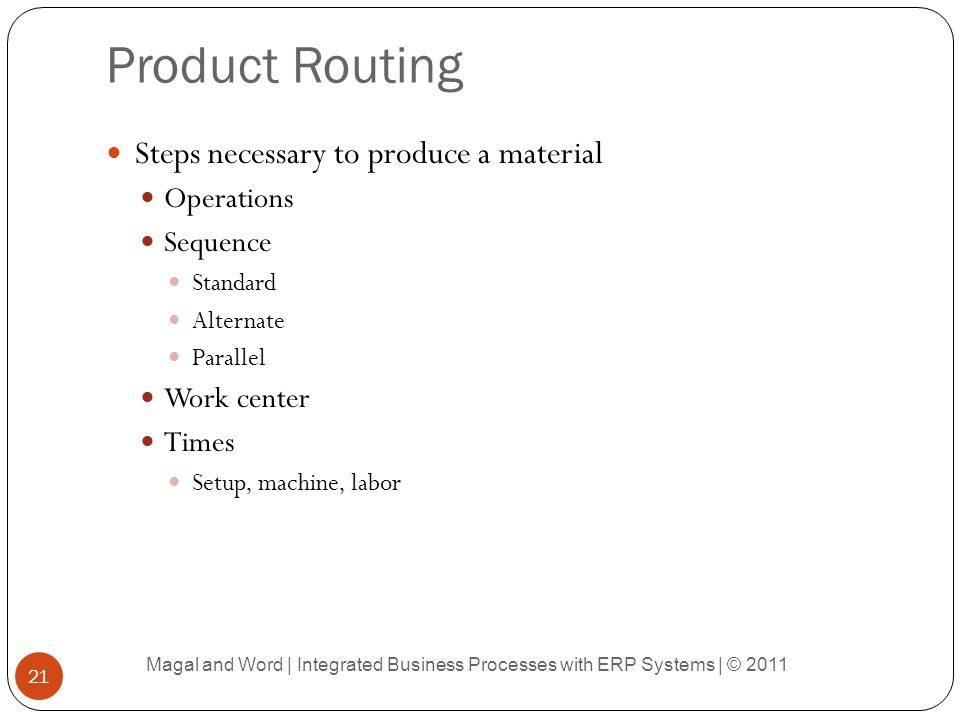 Product Routing
Steps necessary to produce a material
Operations
Sequence
Standard
Alternate
Parallel
Work center
Times
Setup, machine, labor
Magal and Word | Integrated Business Processes with ERP Systems | © 2011
21